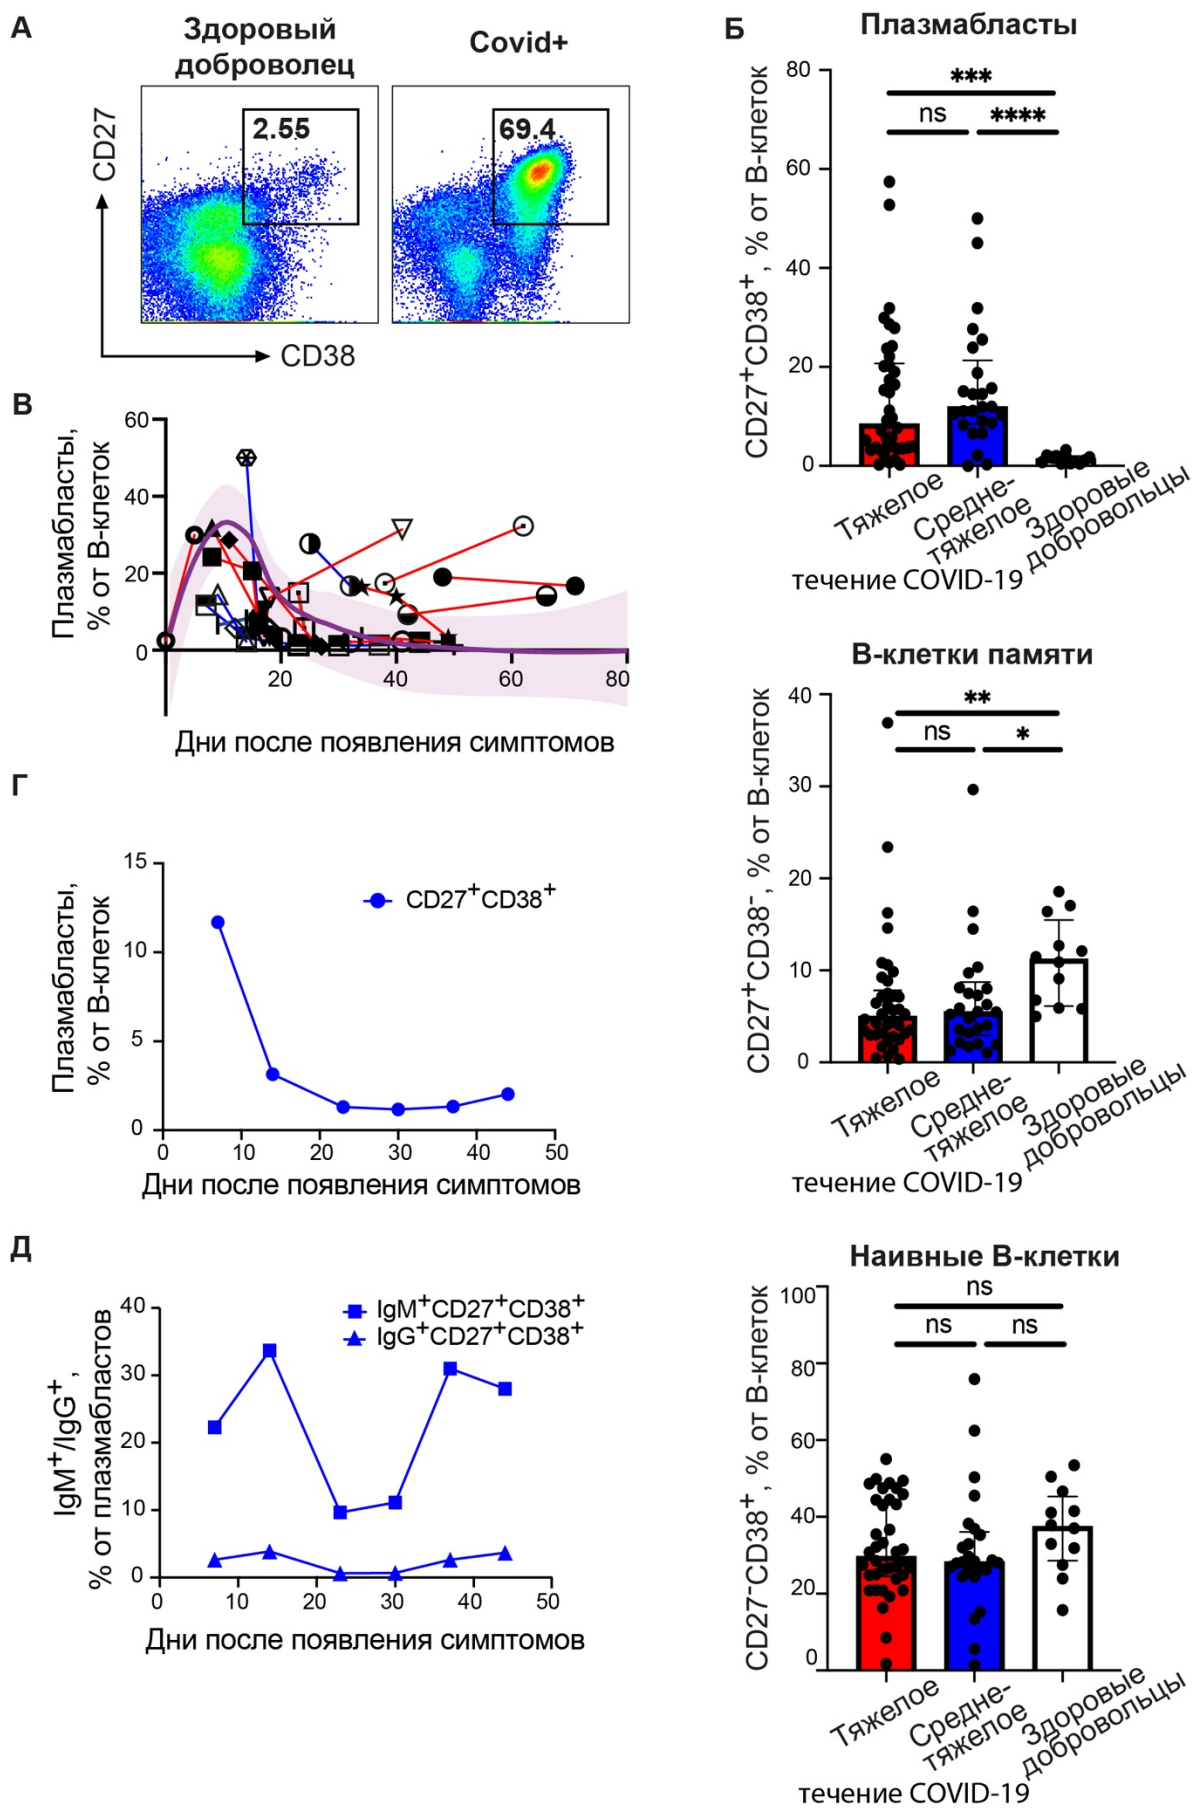 А
Здоровый
доброволец
Covid+
CD27
2.55
69.4
CD38
Б
Плазмабласты
CD27+CD38+, % от В-клеток
80
60
40
20
0
***
ns
****
Тяжелое
Средне-
тяжелое
Здоровые
добровольцы
течение COVID-19
В
Плазмабласты,
% от В-клеток
60
40
20
0
20
40
60
80
Дни после появления симптомов
В-клетки памяти
CD27+CD38-, % от В-клеток
40
30
20
10
0
**
ns
*
Тяжелое
Средне-
тяжелое
Здоровые
добровольцы
течение COVID-19
Г
Плазмабласты,
% от В-клеток
15
10
5
0
CD27+CD38+
0
10
20
30
40
50
Дни после появления симптомов
Д
IgM+/IgG+,
% от плазмабластов
40
30
20
10
0
IgM+CD27+CD38+
IgG+CD27+CD38+
0
10
20
30
40
50
Дни после появления симптомов
Наивные В-клетки
CD27-CD38+, % от В-клеток
100
80
60
40
20
0
ns
ns
ns
Тяжелое
Средне-
тяжелое
Здоровые
добровольцы
течение COVID-19